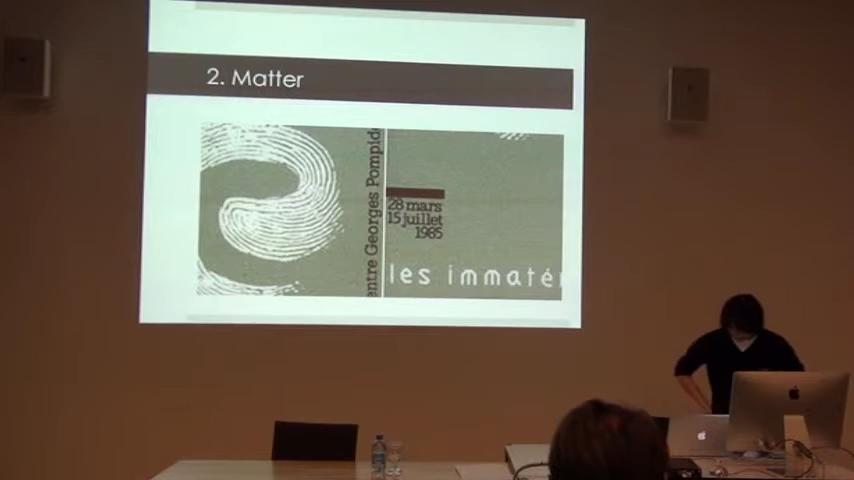 2. Matter
entre Georges Pompid
28 mars
15 juillet
1985
les immaté